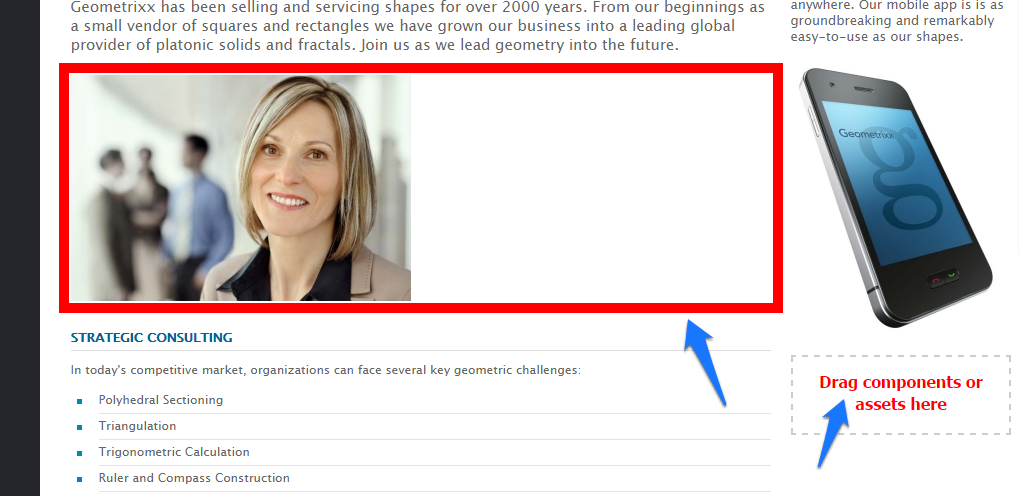 Geometrixx has been selling and servicing shapes for over 2000 years. From our beginnings as
a small vendor of squares and rectangles we have grown our business into a leading global
provider of platonic solids and fractals. Join us as we lead geometry into the future.
STRATEGIC CONSULTING
In today's competitive market, organizations can face several key geometric challenges:
Polyhedral Sectioning
Triangulation
Trigonometric Calculation
Ruler and Compass Construction
anywhere. Our mobile app is is as
groundbreaking and remarkably
easy-to-use as our shapes.
Geometrixx
g
Drag components or
assets here